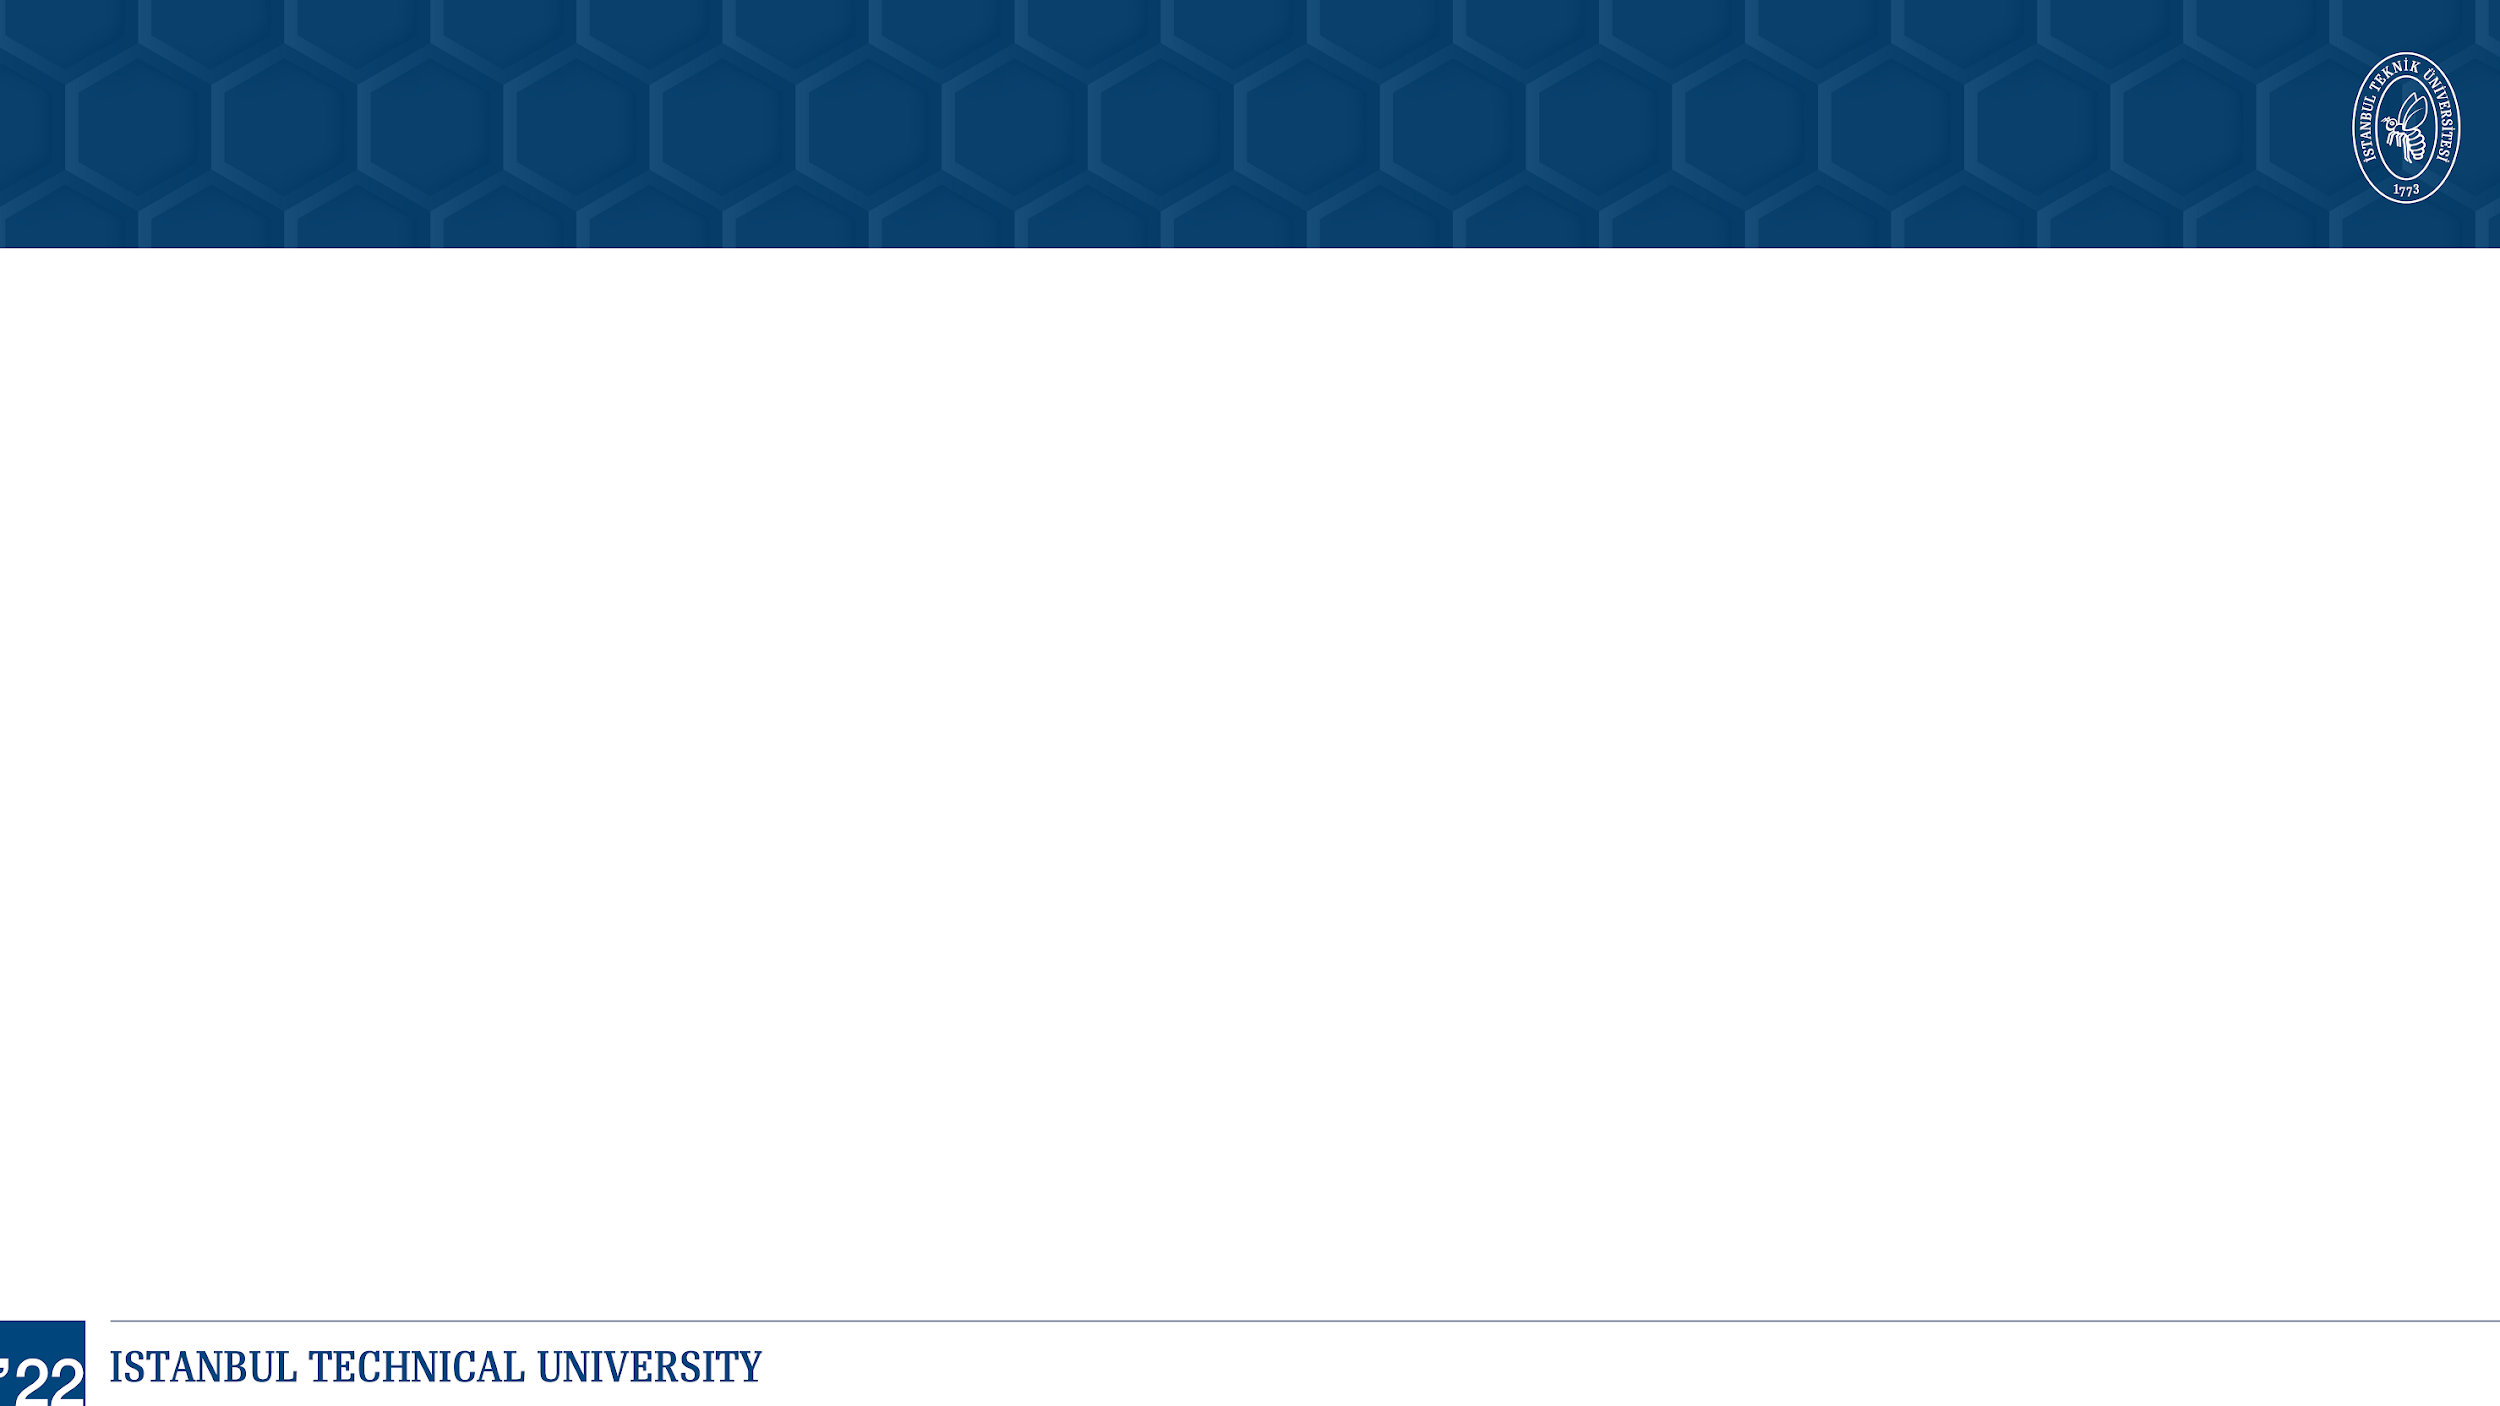 İSTANBUL TEKNİK ÜNİVERSİTESİ
1773
'22
ISTANBUL TECHNICAL UNIVERSITY